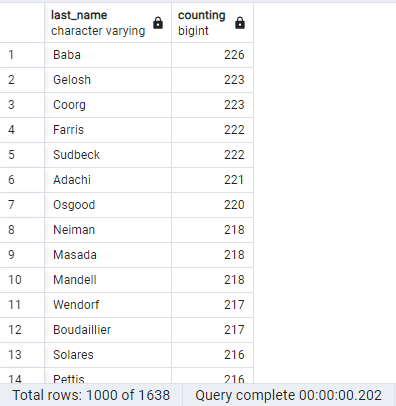 last_name counting
character varying bigint
1 Baba 226
2 Gelosh 223
3 Coorg 223
4 Farris 222
5 Sudbeck 222
6 Adachi 221
7 Osgood 220
8 Neiman 218
9 Masada 218
10 Mandell 218
11 Wendorf 217
12 Boudaillier 217
13 Solares 216
14 Pettis 216
Total rows: 1000 of 1638 Query complete 00:00:00.202